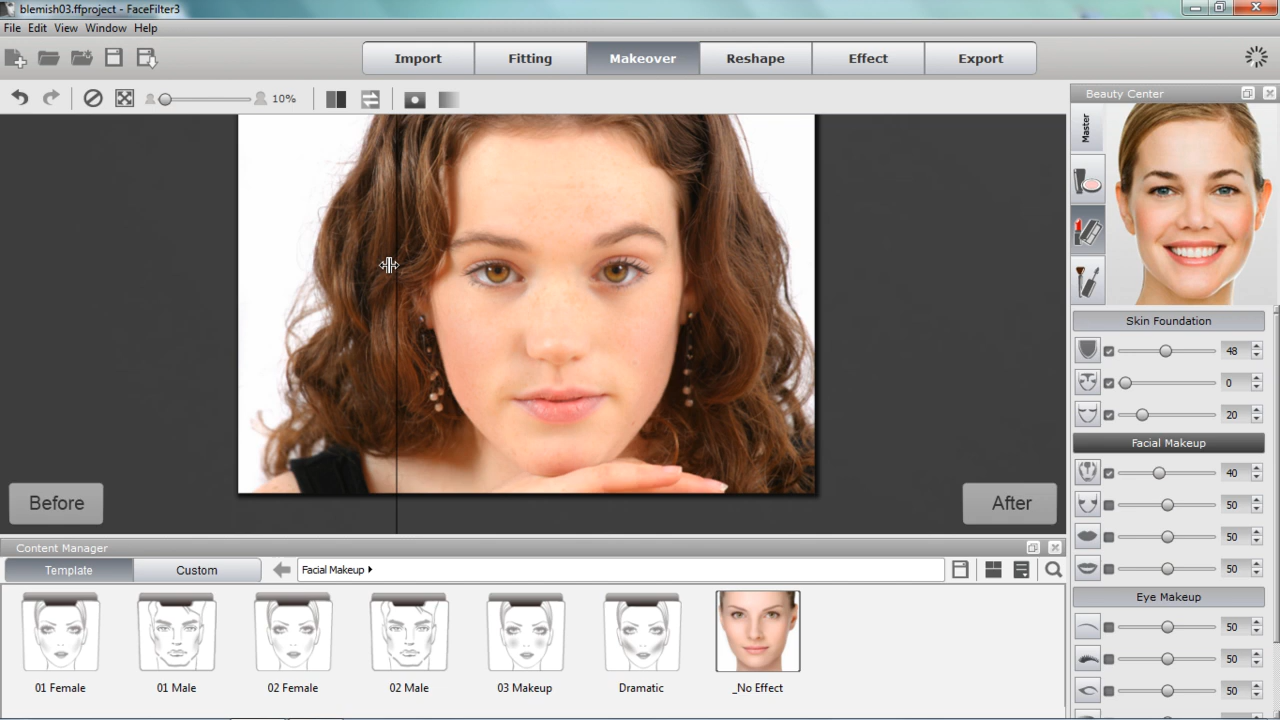 blemish03.ffproject - FaceFilter3
File Edit View Window Help
Import Fitting Makeover Reshape Effect Export
10%
Beauty Center
Master
Skin Foundation
48
0
20
Facial Makeup
40
50
50
50
Eye Makeup
50
50
50
Before
After
Content Manager
Template Custom Facial Makeup
01 Female 01 Male 02 Female 02 Male 03 Makeup Dramatic _No Effect